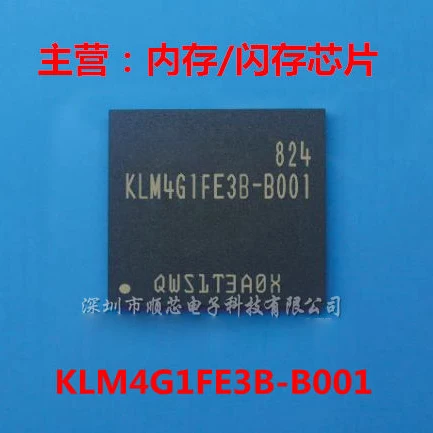 主营：内存/闪存芯片
824
KLM4G1FE3B-B001
QWS1T3A0X
深圳市顺芯电子科技有限公司
KLM4G1FE3B-B001